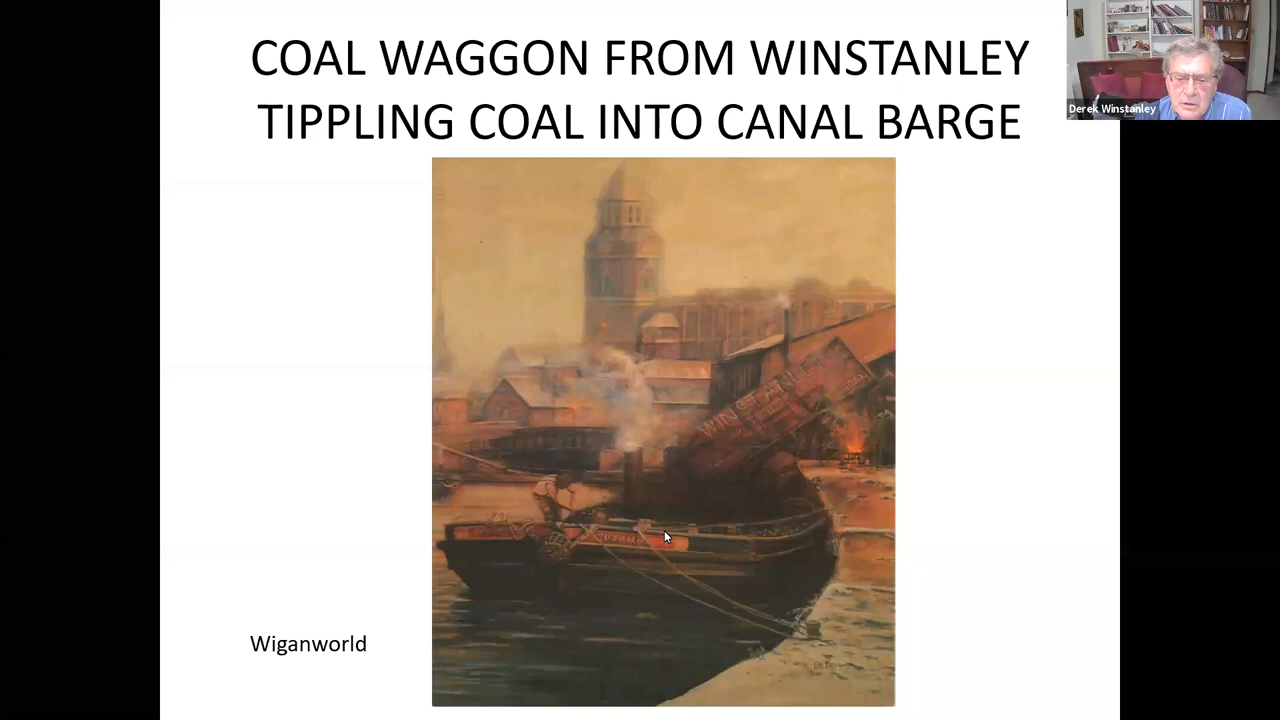 COAL WAGGON FROM WINSTANLEY
TIPPLING COAL INTO CANAL BARGE
Derek Winstanley
WINSTANLEY
Wiganworld